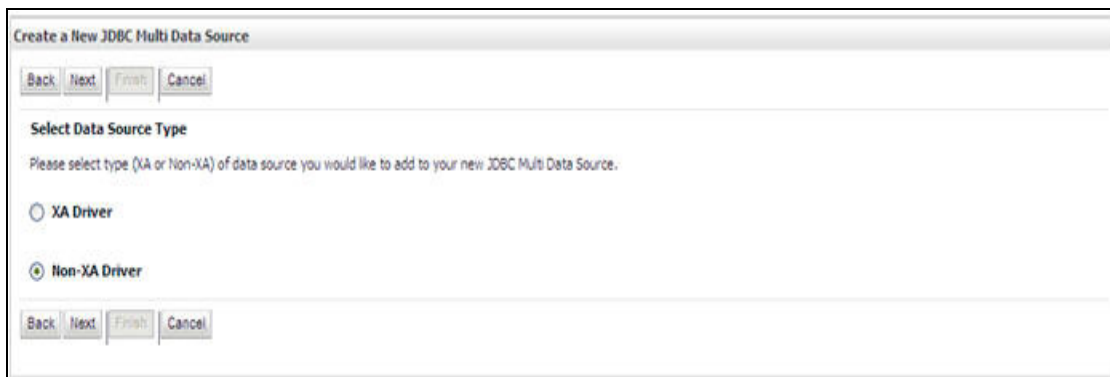 Create a New JDBC Multi Data Source
Back Next Finish Cancel
Select Data Source Type
Please select type (XA or Non-XA) of data source you would like to add to your new JDBC Multi Data Source.
XA Driver
Non-XA Driver
Back Next Finish Cancel